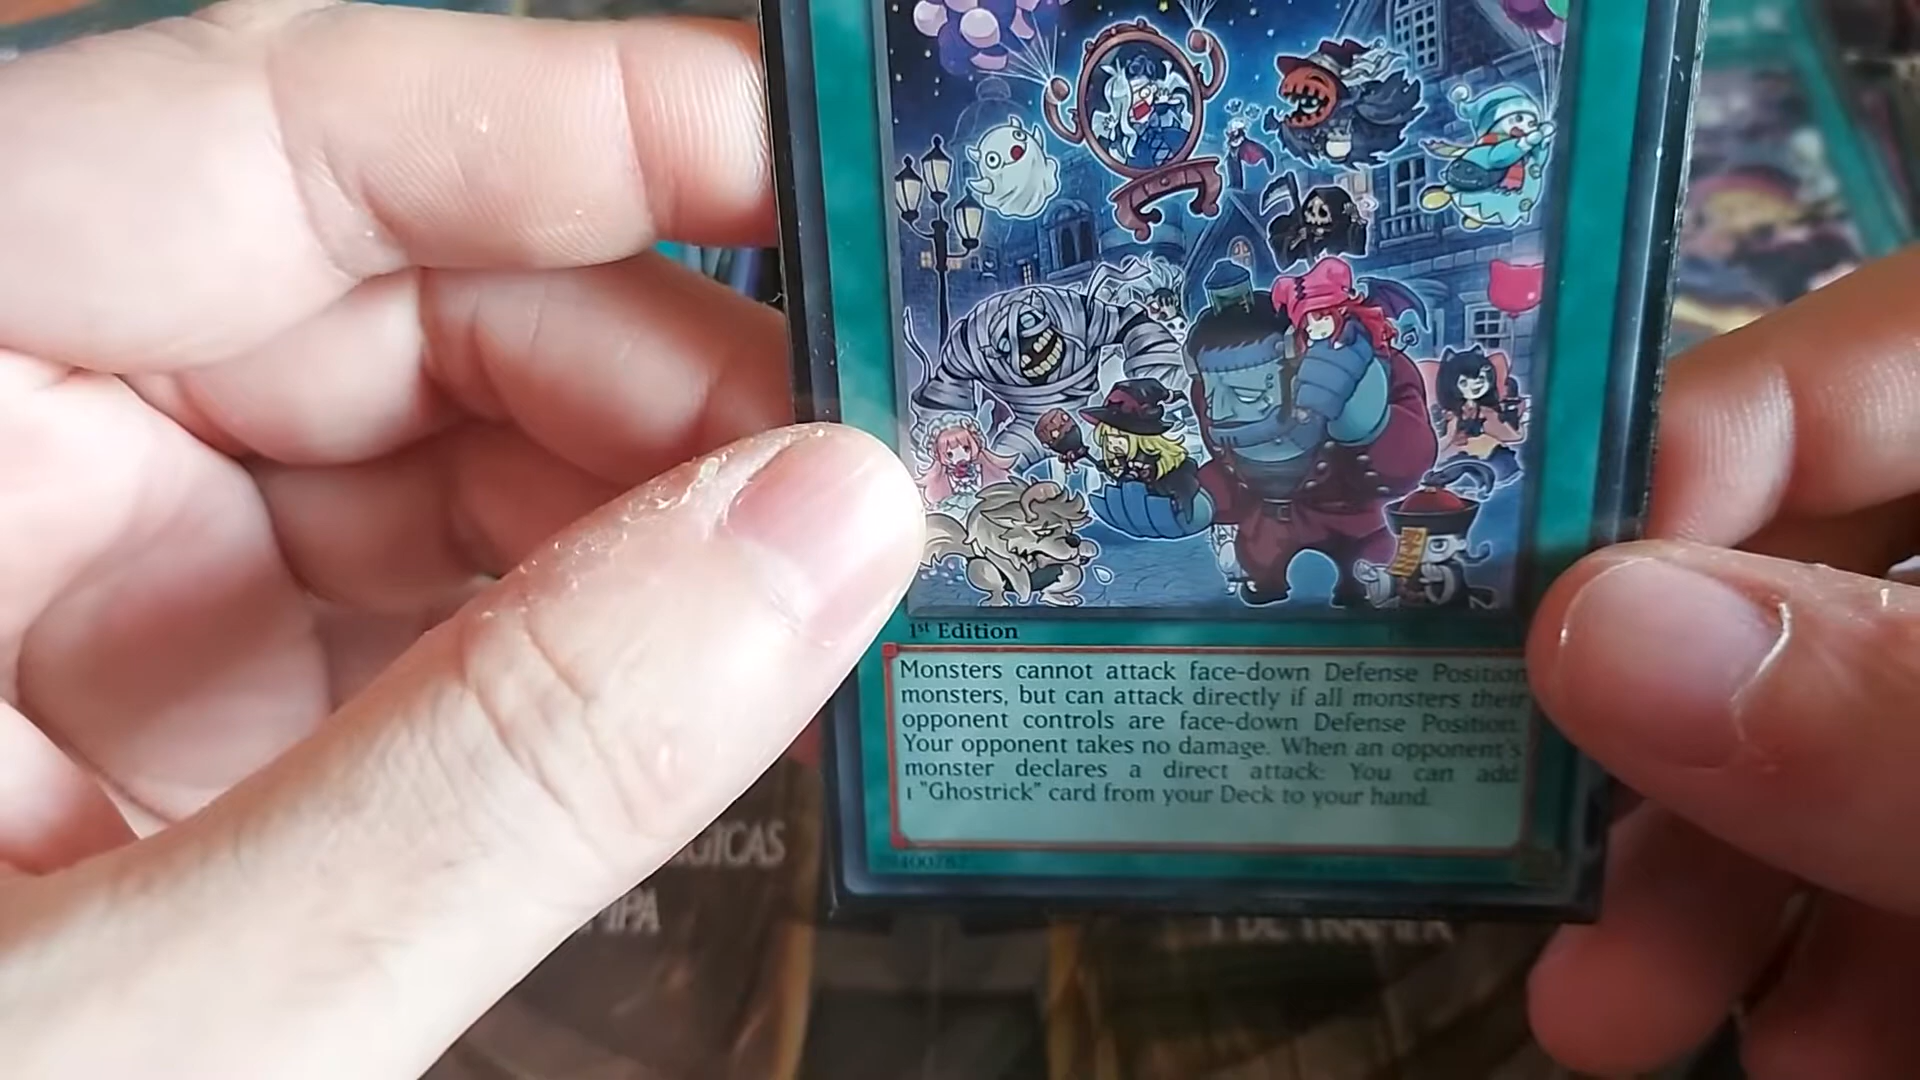 1st Edition
Monsters cannot attack face-down Defense Position
monsters, but can attack directly if all monsters their
opponent controls are face-down Defense Position.
Your opponent takes no damage. When an opponent's
monster declares a direct attack: You can add
1 "Ghostrick" card from your Deck to your hand.